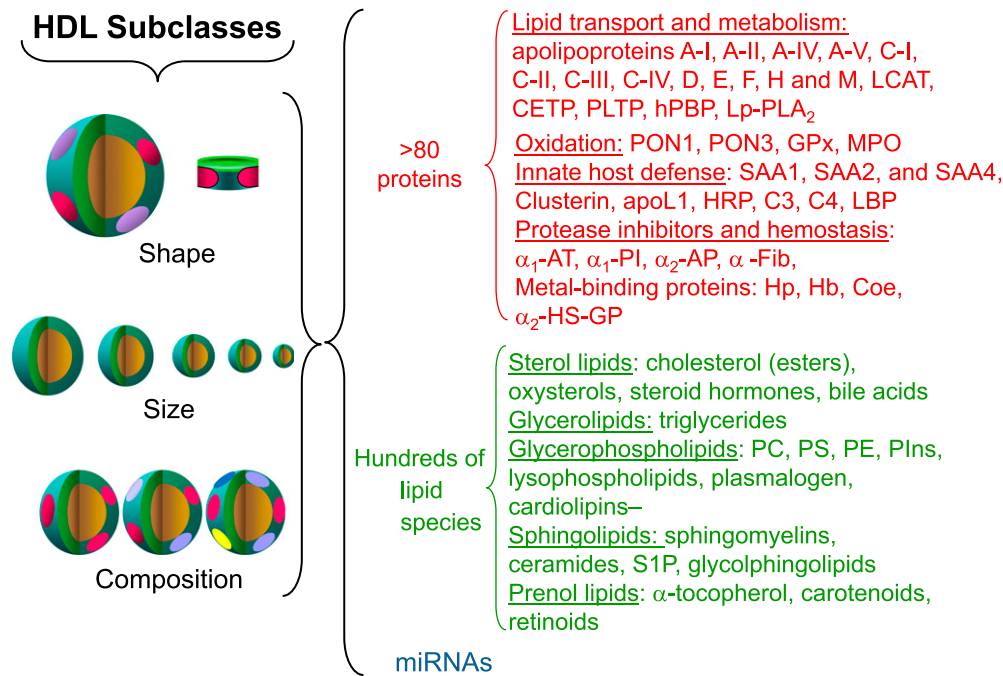 HDL Subclasses
Shape
Size
Composition
>80
proteins
Lipid transport and metabolism:
apolipoproteins A-I, A-II, A-IV, A-V, C-I,
C-II, C-III, C-IV, D, E, F, H and M, LCAT,
CETP, PLTP, hPBP, Lp-PLA₂
Oxidation: PON1, PON3, GPx, MPO
Innate host defense: SAA1, SAA2, and SAA4,
Clusterin, apoL1, HRP, C3, C4, LBP
Protease inhibitors and hemostasis:
α₁-AT, α₁-PI, α₂-AP, α -Fib,
Metal-binding proteins: Hp, Hb, Coe,
α₂-HS-GP
Hundreds of
lipid
species
Sterol lipids: cholesterol (esters),
oxysterols, steroid hormones, bile acids
Glycerolipids: triglycerides
Glycerophospholipids: PC, PS, PE, PIns,
lysophospholipids, plasmalogen,
cardiolipins–
Sphingolipids: sphingomyelins,
ceramides, S1P, glycolphingolipids
Prenol lipids: α-tocopherol, carotenoids,
retinoids
miRNAs